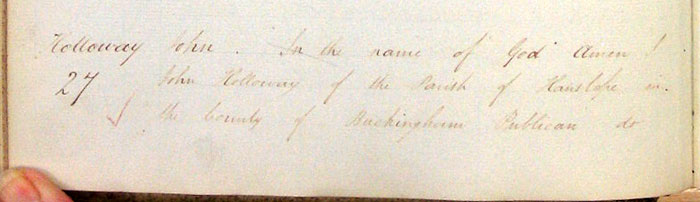 Holloway John. In the name of God Amen I
27 John Holloway of the Parish of Hanslope in
the County of Buckingham Publican do